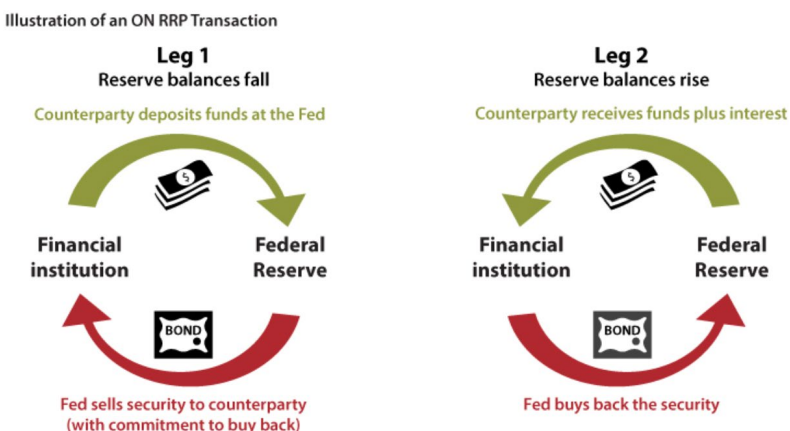 Illustration of an ON RRP Transaction
Leg 1
Reserve balances fall
Counterparty deposits funds at the Fed
$
Financial
institution
Federal
Reserve
BOND
Fed sells security to counterparty
(with commitment to buy back)
Leg 2
Reserve balances rise
Counterparty receives funds plus interest
$
Financial
institution
Federal
Reserve
BOND
Fed buys back the security